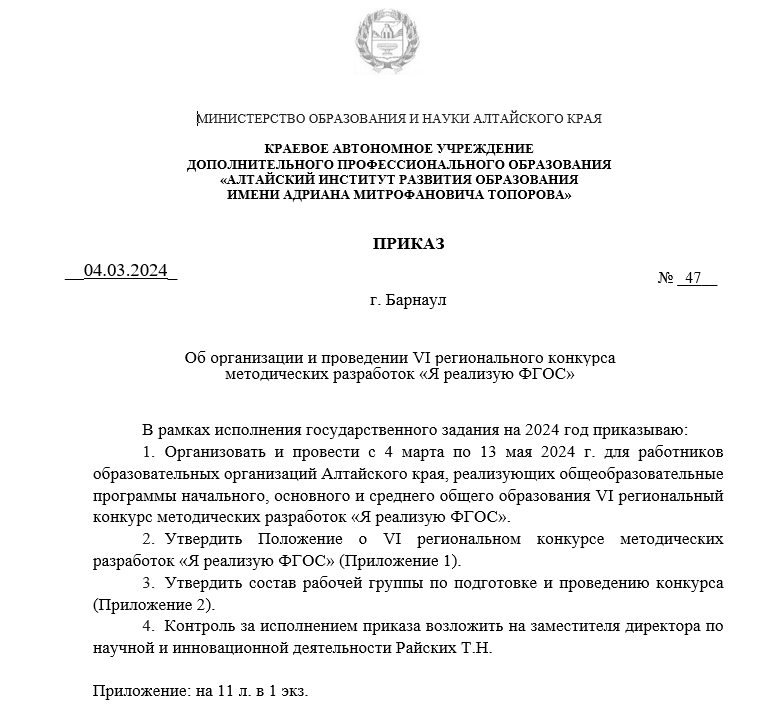 МИНИСТЕРСТВО ОБРАЗОВАНИЯ И НАУКИ АЛТАЙСКОГО КРАЯ
КРАЕВОЕ АВТОНОМНОЕ УЧРЕЖДЕНИЕ
ДОПОЛНИТЕЛЬНОГО ПРОФЕССИОНАЛЬНОГО ОБРАЗОВАНИЯ
«АЛТАЙСКИЙ ИНСТИТУТ РАЗВИТИЯ ОБРАЗОВАНИЯ
ИМЕНИ АДРИАНА МИТРОФАНОВИЧА ТОПОРОВА»
ПРИКАЗ
__04.03.2024_
№ _47__
г. Барнаул
Об организации и проведении VI регионального конкурса
методических разработок «Я реализую ФГОС»
В рамках исполнения государственного задания на 2024 год приказываю:
1. Организовать и провести с 4 марта по 13 мая 2024 г. для работников
образовательных организаций Алтайского края, реализующих общеобразовательные
программы начального, основного и среднего общего образования VI региональный
конкурс методических разработок «Я реализую ФГОС».
2. Утвердить Положение о VI региональном конкурсе методических
разработок «Я реализую ФГОС» (Приложение 1).
3. Утвердить состав рабочей группы по подготовке и проведению конкурса
(Приложение 2).
4. Контроль за исполнением приказа возложить на заместителя директора по
научной и инновационной деятельности Райских Т.Н.
Приложение: на 11 л. в 1 экз.